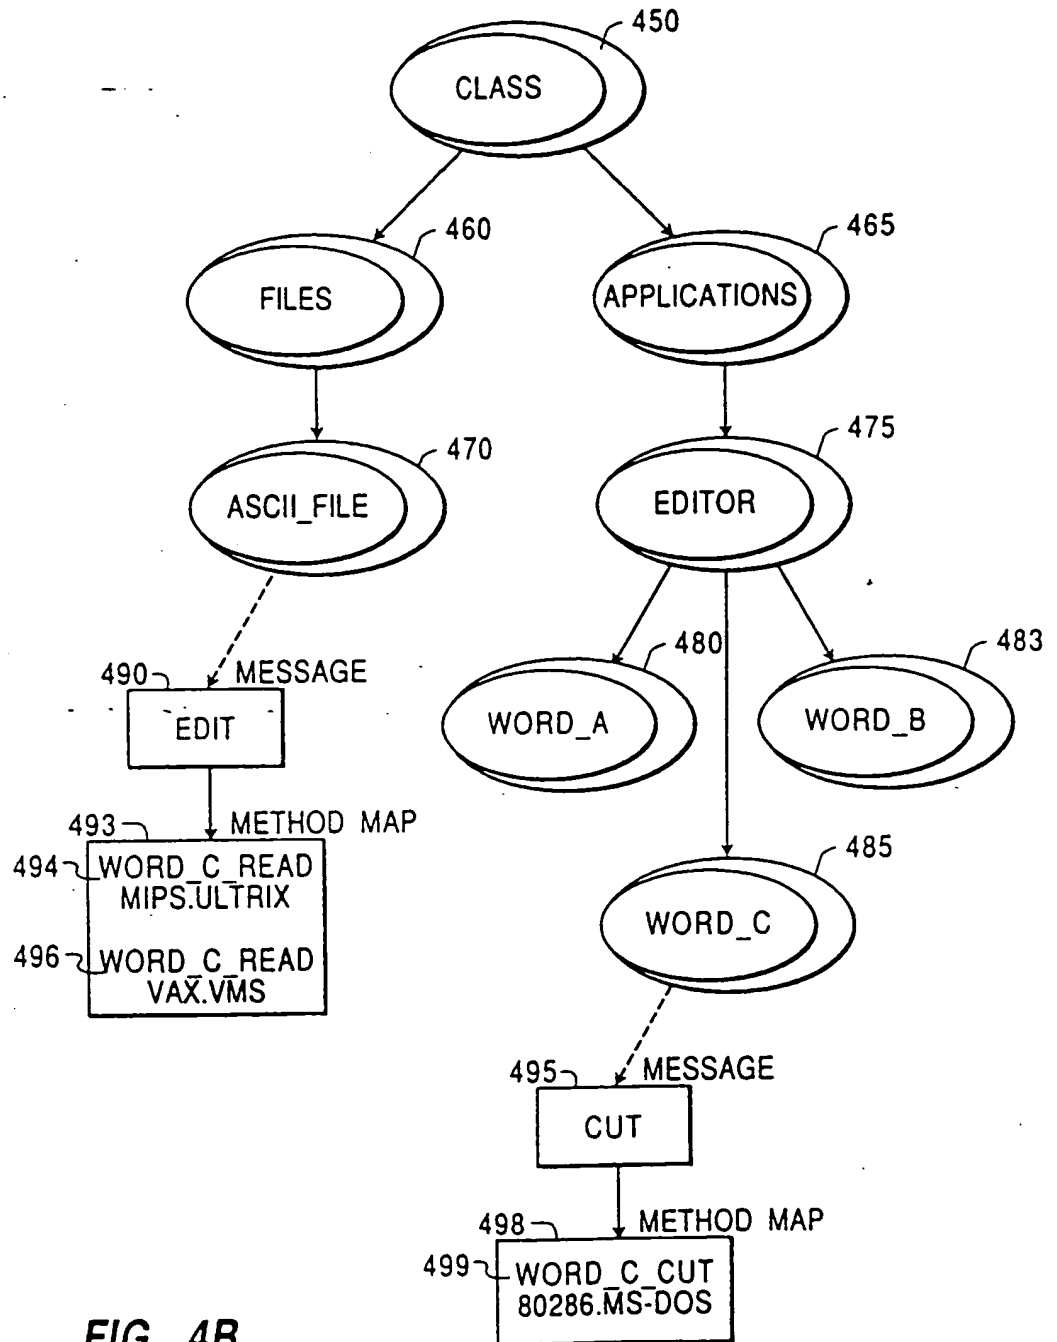 450
CLASS
460
465
FILES
APPLICATIONS
470
475
ASCII_FILE
EDITOR
480
483
490
MESSAGE
EDIT
WORD_A
WORD_B
493
METHOD MAP
494
WORD_C_READ
MIPS.ULTRIX
496
WORD_C_READ
VAX.VMS
485
WORD_C
495
MESSAGE
CUT
498
METHOD MAP
499
WORD_C_CUT
80286.MS-DOS
FIG. 4B